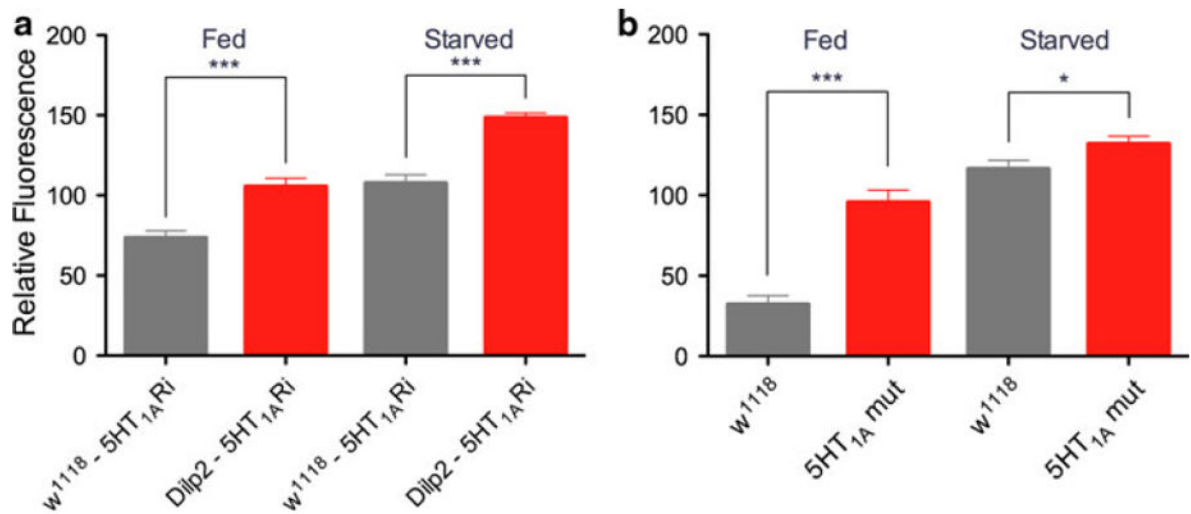 a
Fed
Starved
***
***
Relative Fluorescence
200
150
100
50
0
w¹¹¹⁸ - 5HT₁ₐRi
Dilp2 - 5HT₁ₐRi
w¹¹¹⁸ - 5HT₁ₐRi
Dilp2 - 5HT₁ₐRi
b
Fed
Starved
***
*
200
150
100
50
0
w¹¹¹⁸
5HT₁ₐ mut
w¹¹¹⁸
5HT₁ₐ mut